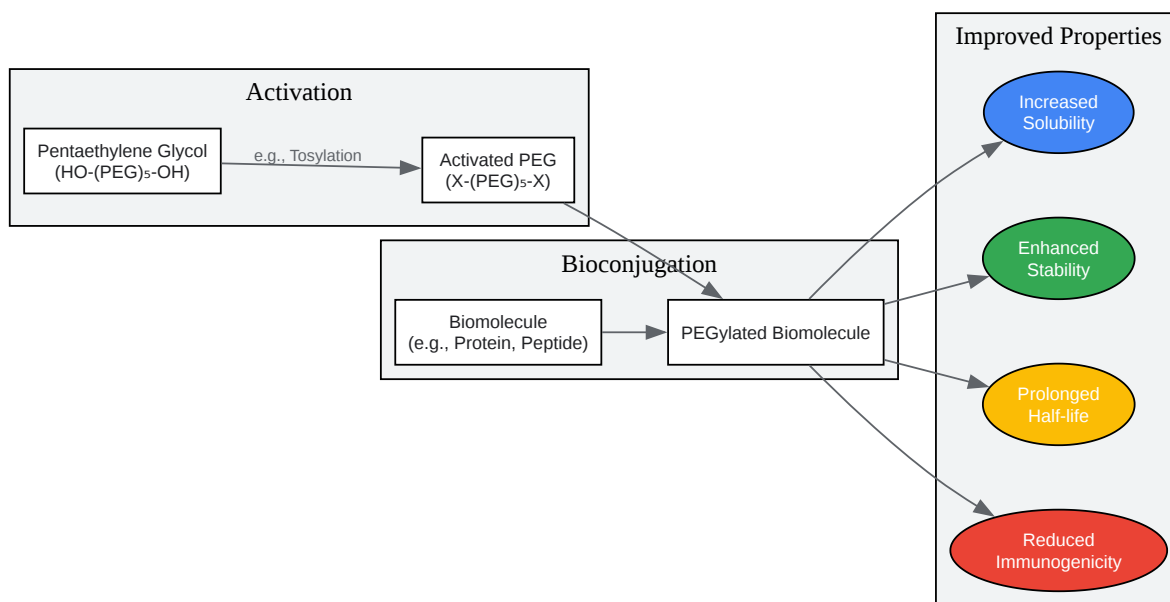 Improved Properties
Activation
Increased
Solubility
Pentaethylene Glycol
(HO-(PEG)₅-OH)
e.g., Tosylation
Activated PEG
(X-(PEG)₅-X)
Enhanced
Stability
Bioconjugation
Biomolecule
(e.g., Protein, Peptide)
PEGylated Biomolecule
Prolonged
Half-life
Reduced
Immunogenicity